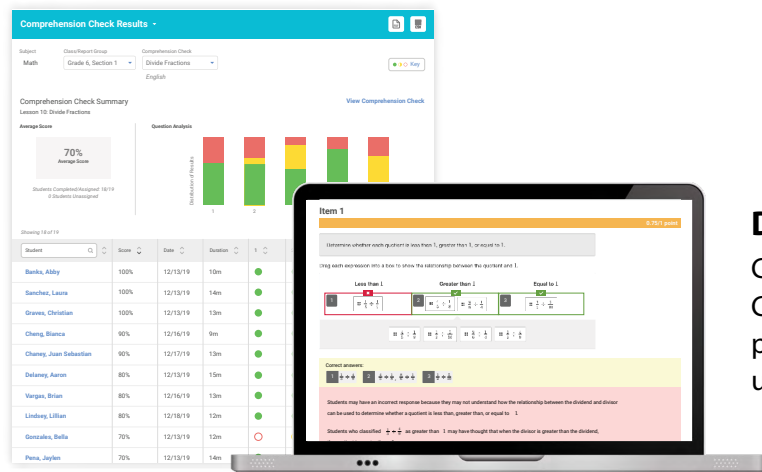 Comprehension Check Results
Subject
Class/Report Group
Comprehension Check
Math
Grade 6, Section 1
Divide Fractions
Key
English
Comprehension Check Summary
View Comprehension Check
Lesson 10: Divide Fractions
Average Score
Question Analysis
70%
Average Score
Distribution of Results
Students Completed/Assigned: 18/19
0 Students Unassigned
1
2
Showing 18 of 19
Student
Score
Date
Duration
1
Banks, Abby
100%
12/13/19
10m
Sanchez, Laura
100%
12/13/19
14m
Graves, Christian
100%
12/13/19
13m
Cheng, Bianca
90%
12/16/19
9m
Chaney, Juan Sebastian
90%
12/17/19
13m
Delaney, Aaron
80%
12/13/19
15m
Vargas, Brian
80%
12/16/19
13m
Lindsey, Lillian
80%
12/18/19
12m
Gonzales, Bella
70%
12/13/19
12m
Pena, Jaylen
70%
12/13/19
14m
Item 1
0.75/1 point
Determine whether each quotient is less than 1, greater than 1, or equal to 1.
Drag each expression into a box to show the relationship between the quotient and 1.
Less than 1
Greater than 1
Equal to 1
1
2
3
Correct answers:
1
2
3
Students may have an incorrect response because they may not understand how the relationship between the dividend and divisor
can be used to determine whether a quotient is less than, greater than, or equal to 1
Students who classified
as greater than 1 may have thought that when the divisor is greater than the dividend,